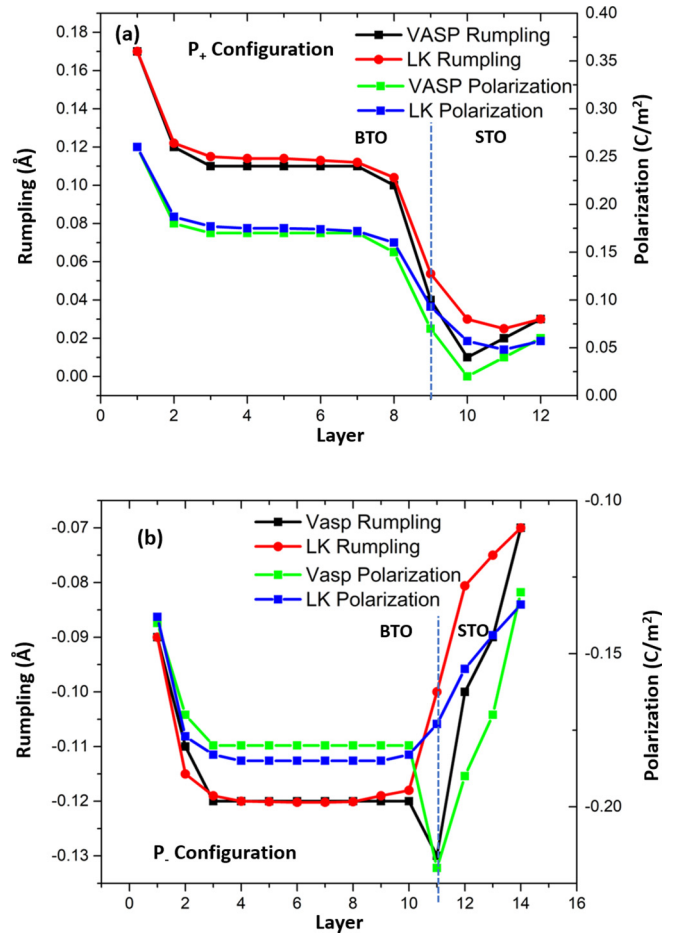 (a)
P+ Configuration
VASP Rumpling
LK Rumpling
VASP Polarization
LK Polarization
BTO
STO
0.18
0.16
0.14
0.12
0.10
0.08
0.06
0.04
0.02
0.00
Rumpling (Å)
0.40
0.35
0.30
0.25
0.20
0.15
0.10
0.05
0.00
Polarization (C/m²)
0 2 4 6 8 10 12
Layer
(b)
Vasp Rumpling
LK Rumpling
Vasp Polarization
LK Polarization
BTO
STO
-0.07
-0.08
-0.09
-0.10
-0.11
-0.12
-0.13
Rumpling (Å)
-0.10
-0.15
-0.20
Polarization (C/m²)
P- Configuration
0 2 4 6 8 10 12 14 16
Layer